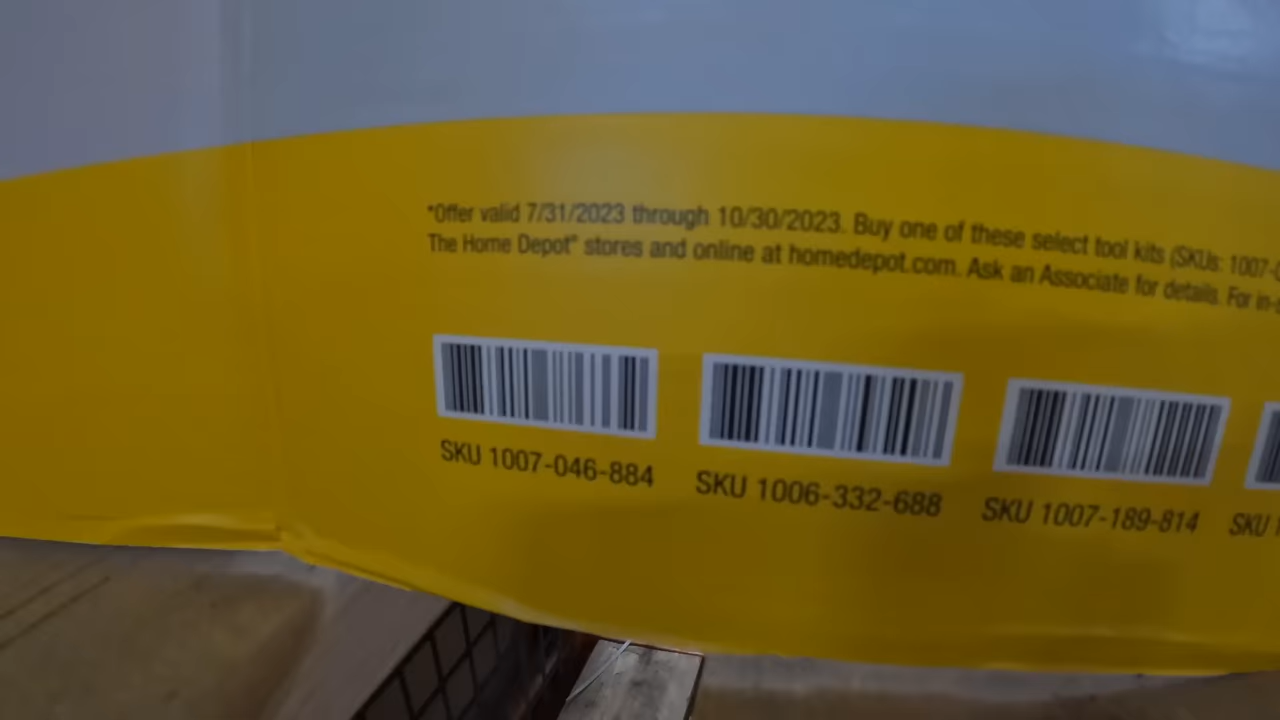 *Offer valid 7/31/2023 through 10/30/2023. Buy one of these select tool kits (SKUs: 1007-
The Home Depot® stores and online at homedepot.com. Ask an Associate for details. For in-
SKU 1007-046-884
SKU 1006-332-688
SKU 1007-189-814
SKU